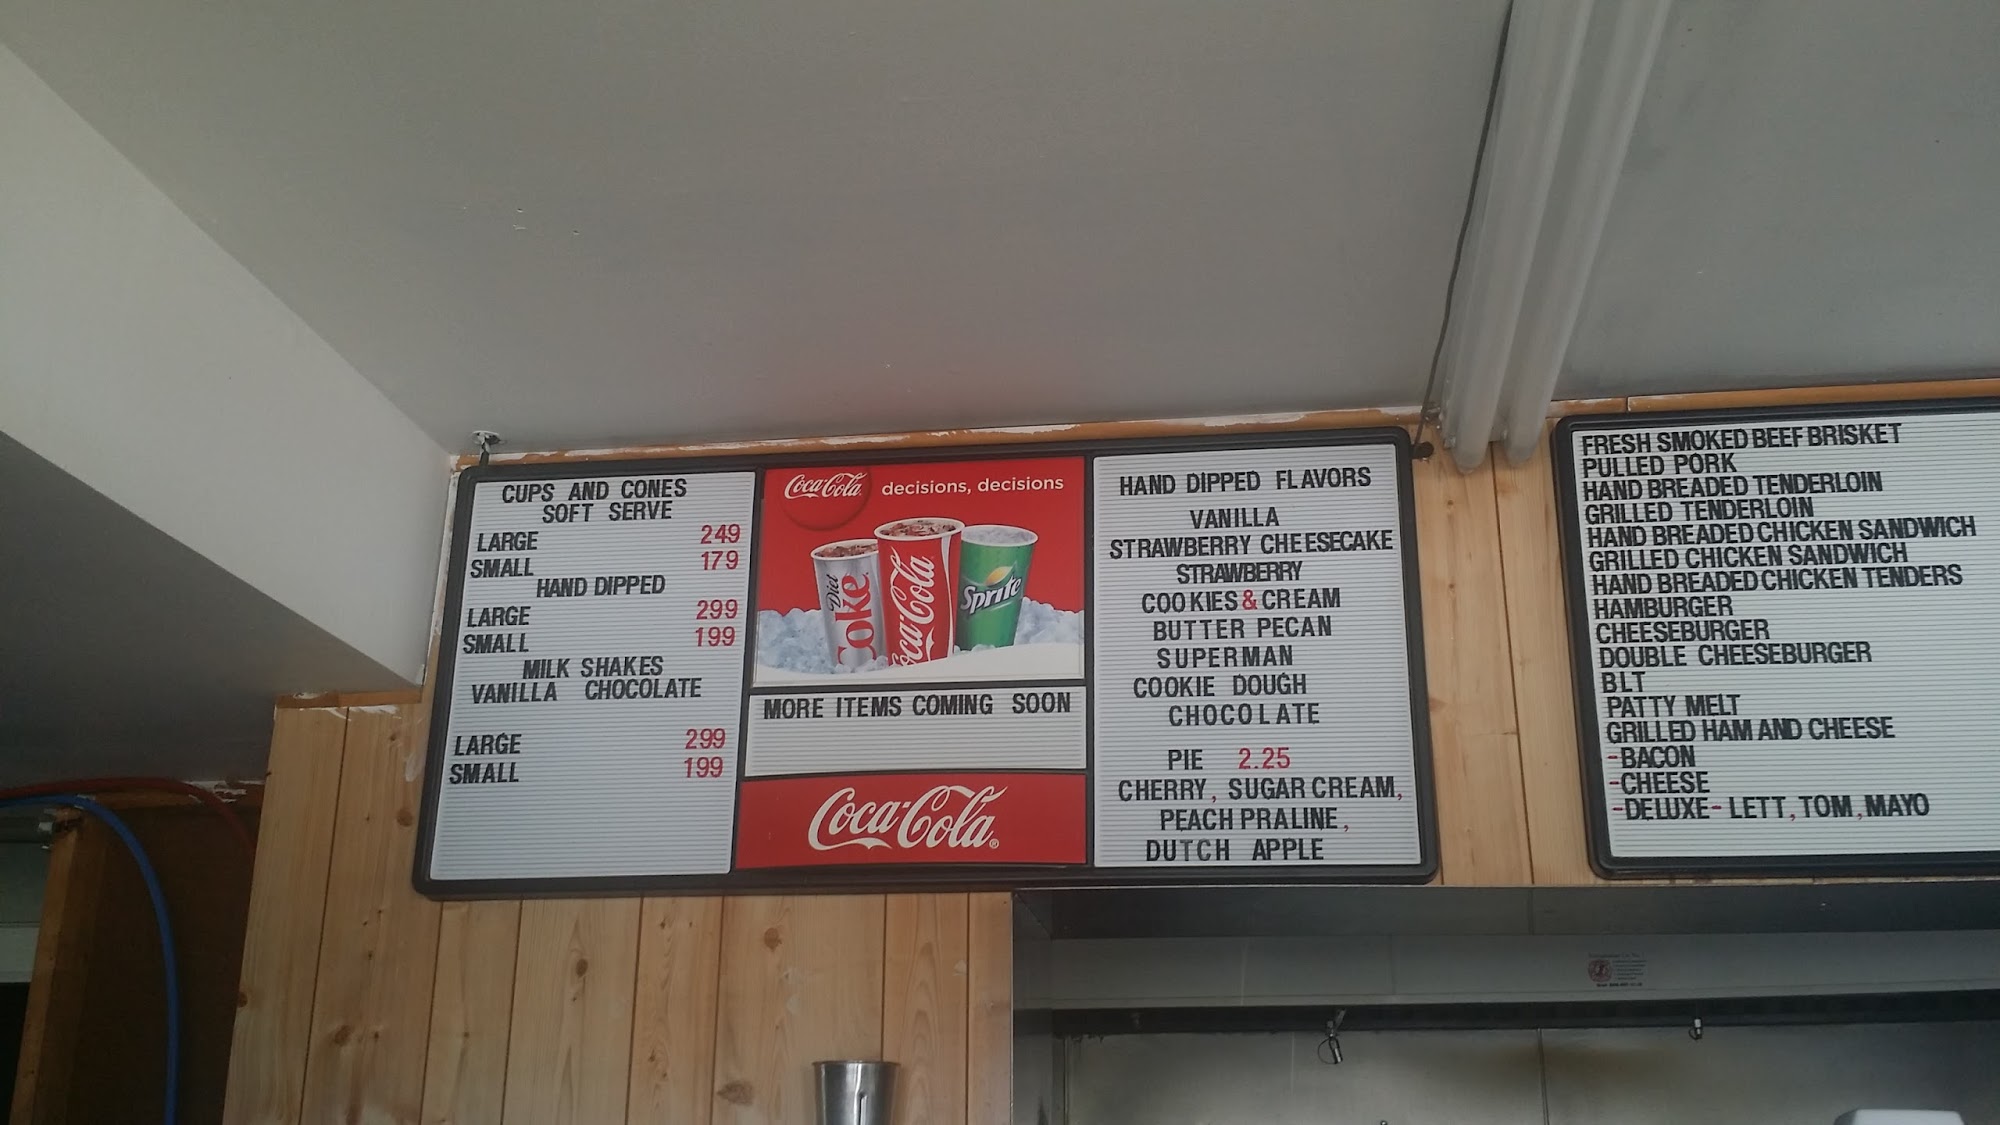 CUPS AND CONES
SOFT SERVE
LARGE 249
SMALL 179
HAND DIPPED
LARGE 299
SMALL 199
MILK SHAKES
VANILLA CHOCOLATE
LARGE 299
SMALL 199
Coca-Cola decisions, decisions
Diet Coke
Coca-Cola
Sprite
MORE ITEMS COMING SOON
Coca-Cola®
HAND DIPPED FLAVORS
VANILLA
STRAWBERRY CHEESECAKE
STRAWBERRY
COOKIES & CREAM
BUTTER PECAN
SUPERMAN
COOKIE DOUGH
CHOCOLATE
PIE 2.25
CHERRY, SUGAR CREAM,
PEACH PRALINE,
DUTCH APPLE
FRESH SMOKED BEEF BRISKET
PULLED PORK
HAND BREADED TENDERLOIN
GRILLED TENDERLOIN
HAND BREADED CHICKEN SANDWICH
GRILLED CHICKEN SANDWICH
HAND BREADED CHICKEN TENDERS
HAMBURGER
CHEESEBURGER
DOUBLE CHEESEBURGER
BLT
PATTY MELT
GRILLED HAM AND CHEESE
-BACON
-CHEESE
-DELUXE- LETT, TOM, MAYO